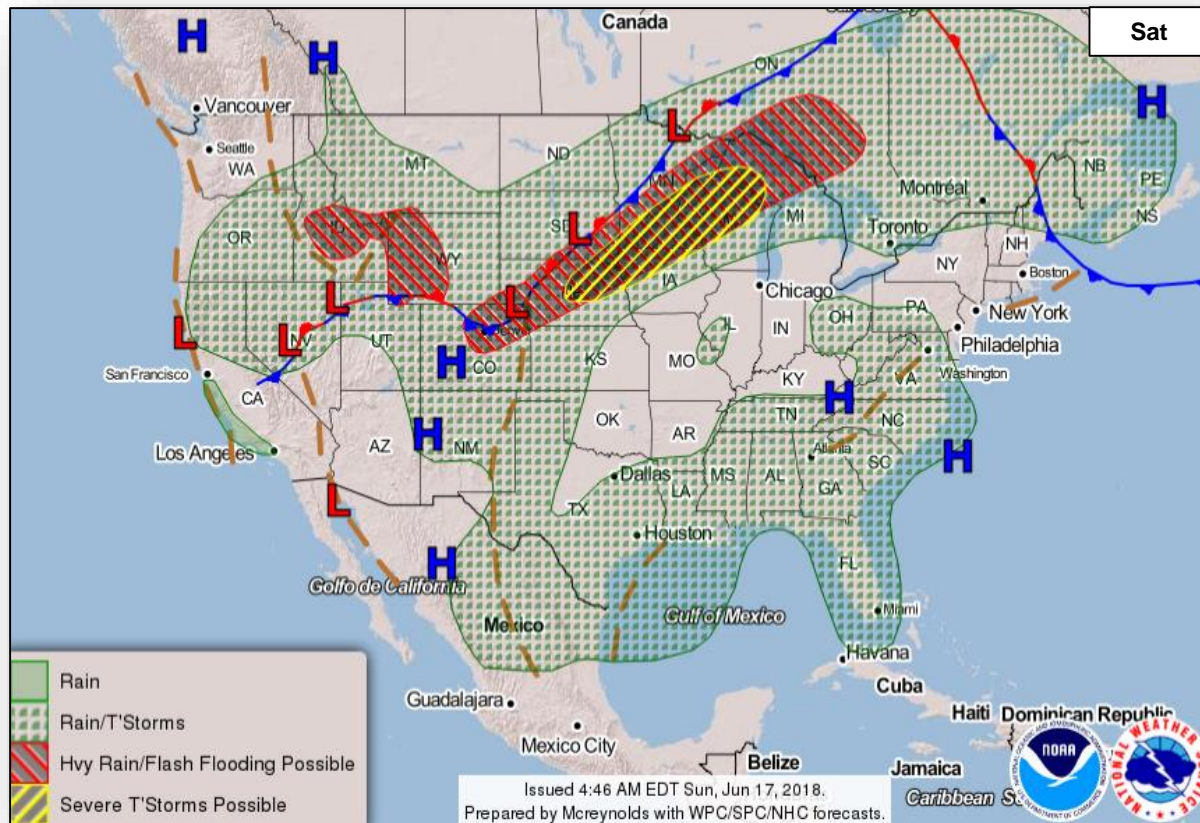 Canada
Sat
H
H
ON
H
Vancouver
L
Seattle
WA
MT
ND
MN
NB
Montréal
PE
NS
OR
ID
SD
MI
Toronto
NH
WY
L
NY
Boston
IA
Chicago
L
L
OH
PA
New York
L
NV
UT
IL
IN
Philadelphia
San Francisco
H
CO
KS
MO
KY
VA
Washington
CA
H
OK
TN
NC
Los Angeles
AZ
H
NM
AR
Atlanta
SC
H
Dallas
MS
AL
GA
LA
L
TX
Houston
H
FL
Golfo de California
Gulf of Mexico
Miami
Mexico
Havana
Rain
Cuba
Guadalajara
Rain/T'Storms
Haiti
Dominican Republic
Mexico City
NOAA
Hvy Rain/Flash Flooding Possible
Belize
Jamaica
Severe T'Storms Possible
Issued 4:46 AM EDT Sun, Jun 17, 2018.
Caribbean
Prepared by Mcreynolds with WPC/SPC/NHC forecasts.